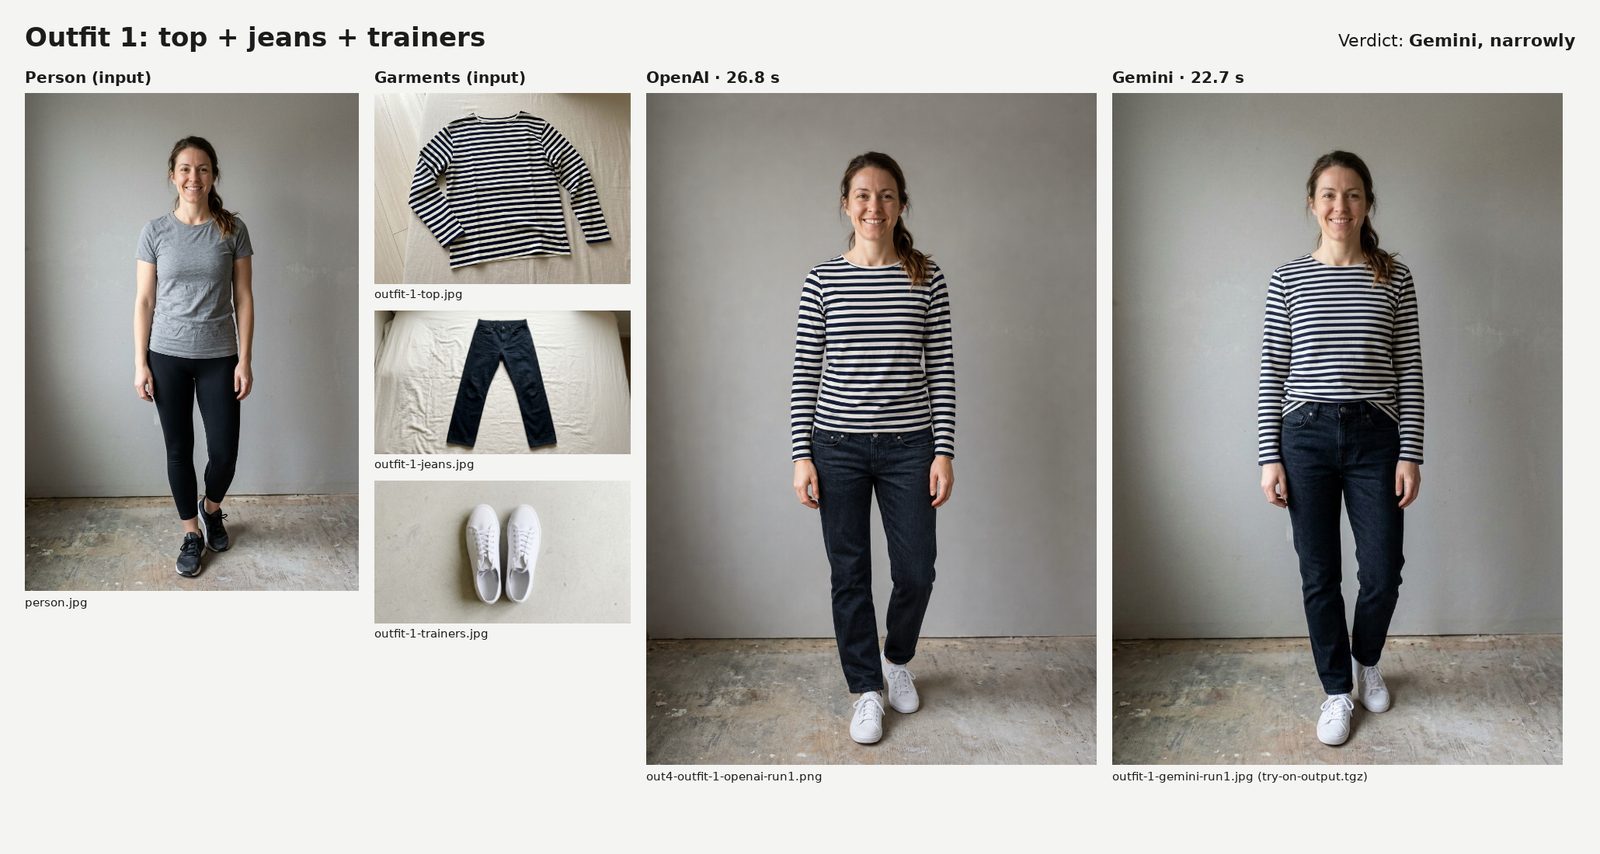 Outfit 1: top + jeans + trainers
Verdict: Gemini, narrowly
Person (input)
Garments (input)
OpenAI · 26.8 s
Gemini · 22.7 s
outfit-1-top.jpg
outfit-1-jeans.jpg
person.jpg
outfit-1-trainers.jpg
out4-outfit-1-openai-run1.png
outfit-1-gemini-run1.jpg (try-on-output.tgz)